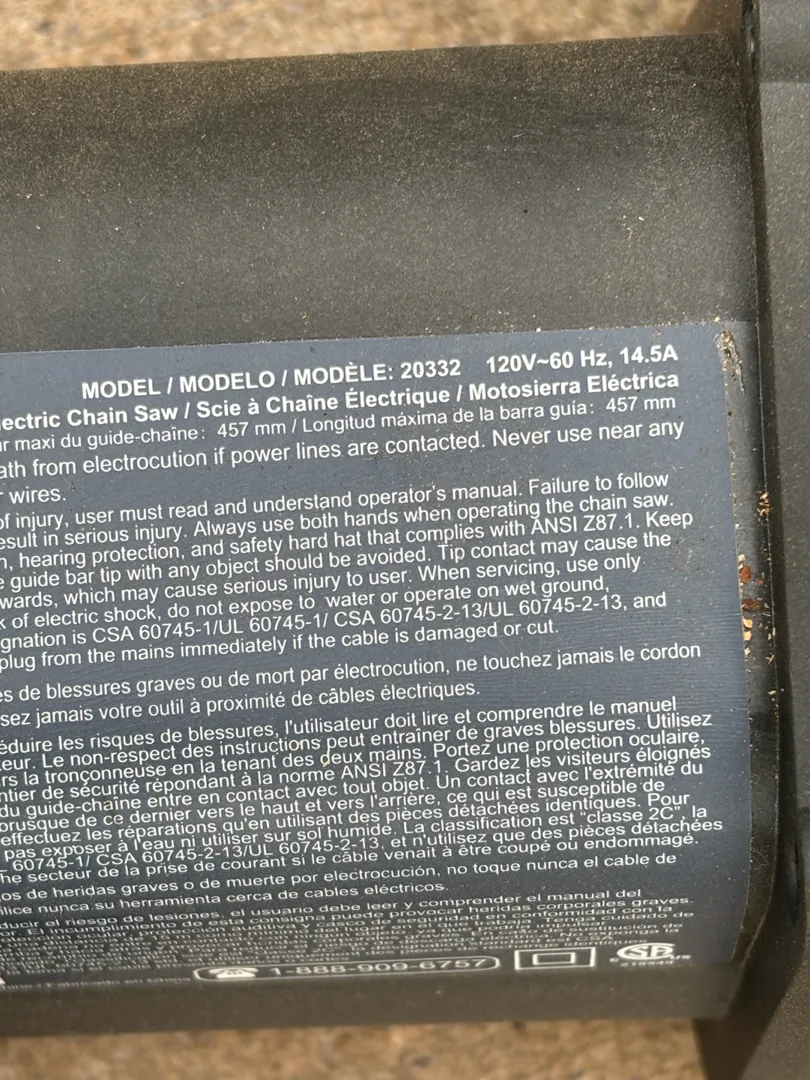 MODEL / MODELO / MODÈLE: 20332 120V~60 Hz, 14.5A
lectric Chain Saw / Scie à Chaîne Électrique / Motosierra Eléctrica
ur maxi du guide-chaîne: 457 mm / Longitud máxima de la barra guía: 457 mm
ath from electrocution if power lines are contacted. Never use near any
r wires.
of injury, user must read and understand operator's manual. Failure to follow
esult in serious injury. Always use both hands when operating the chain saw.
n, hearing protection, and safety hard hat that complies with ANSI Z87.1. Keep
e guide bar tip with any object should be avoided. Tip contact may cause the
wards, which may cause serious injury to user. When servicing, use only
k of electric shock, do not expose to water or operate on wet ground,
gnation is CSA 60745-1/UL 60745-1/ CSA 60745-2-13/UL 60745-2-13, and
plug from the mains immediately if the cable is damaged or cut.
es de blessures graves ou de mort par électrocution, ne touchez jamais le cordon
sez jamais votre outil à proximité de câbles électriques.
éduire les risques de blessures, l'utilisateur doit lire et comprendre le manuel
teur. Le non-respect des instructions peut entraîner de graves blessures. Utilisez
rs la tronçonneuse en la tenant des deux mains. Portez une protection oculaire,
ntier de sécurité répondant à la norme ANSI Z87.1. Gardez les visiteurs éloignés
du guide-chaîne entre en contact avec tout objet. Un contact avec l'extrémité du
orusque de ce dernier vers le haut et vers l'arrière, ce qui est susceptible de
effectuez les réparations qu'en utilisant des pièces détachées identiques. Pour
pas exposer à l'eau ni utiliser sur sol humide. La classification est "classe 2C", la
L 60745-1/ CSA 60745-2-13/UL 60745-2-13, et n'utilisez que des pièces détachées
he secteur de la prise de courant si le câble venait à être coupé ou endommagé.
os de heridas graves o de muerte por electrocución, no toque nunca el cable de
ilice nunca su herramienta cerca de cables eléctricos.
ducir el riesgo de lesiones, el usuario debe leer y comprender el manual del
incumplimiento de esta consigna puede provocar heridas corporales graves.
1-888-909-6757